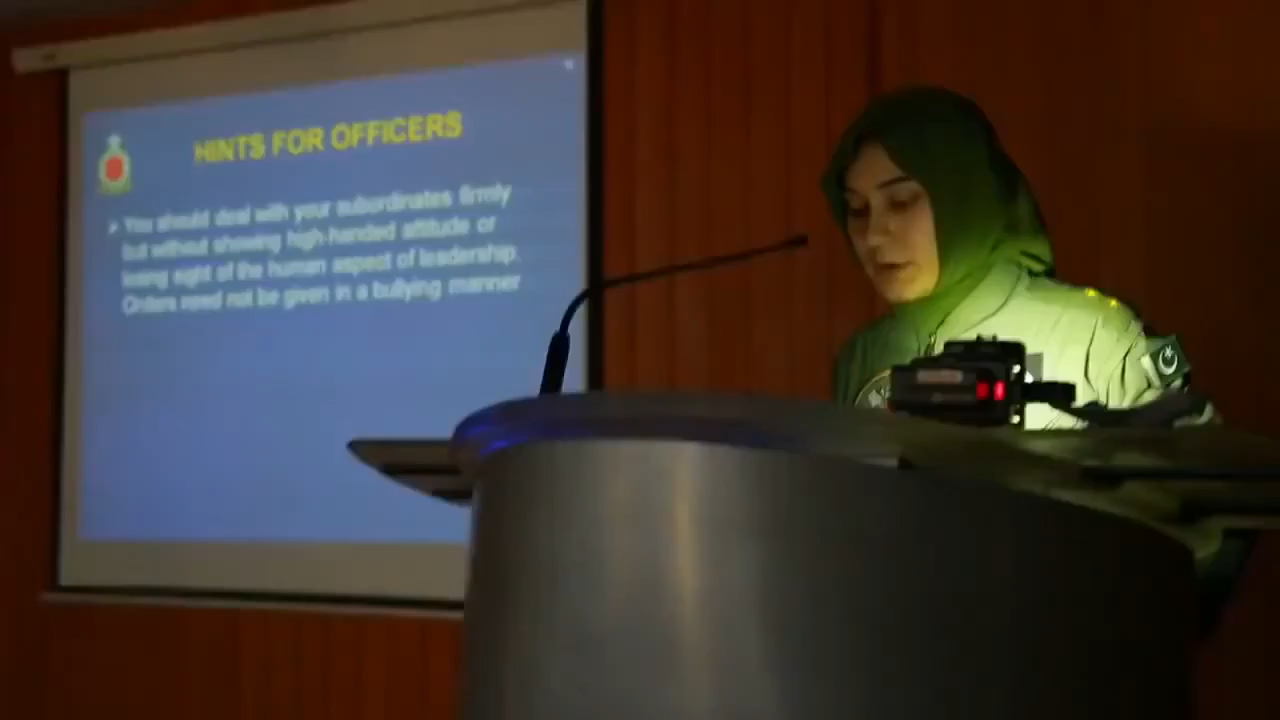 HINTS FOR OFFICERS
➤ You should deal with your subordinates firmly
but without showing high-handed attitude or
losing sight of the human aspect of leadership.
Orders need not be given in a bullying manner